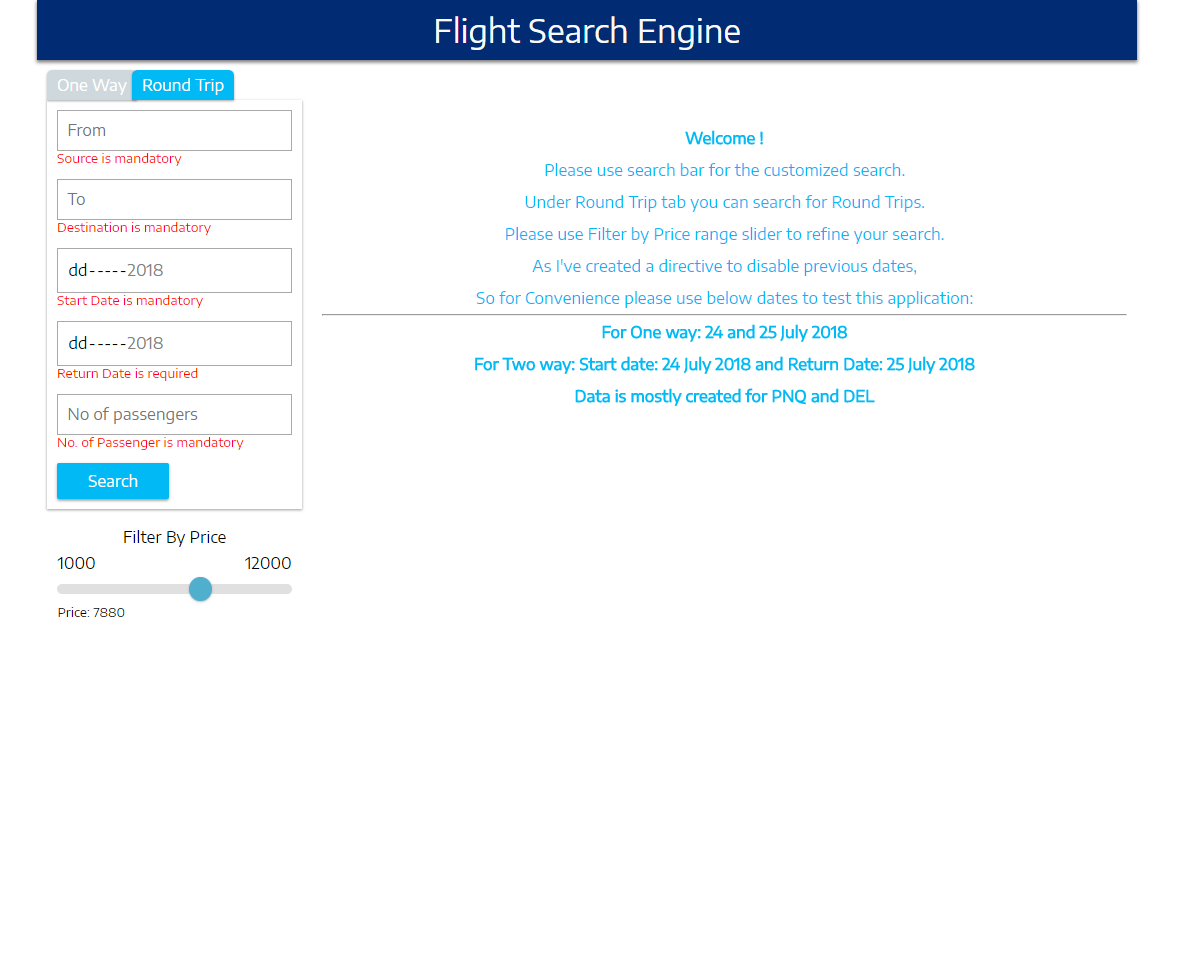 Flight Search Engine
One Way Round Trip
From
Source is mandatory
To
Destination is mandatory
dd-----2018
Start Date is mandatory
dd-----2018
Return Date is required
No of passengers
No. of Passenger is mandatory
Search
Filter By Price
1000 12000
Price: 7880
Welcome !
Please use search bar for the customized search.
Under Round Trip tab you can search for Round Trips.
Please use Filter by Price range slider to refine your search.
As I've created a directive to disable previous dates,
So for Convenience please use below dates to test this application:
For One way: 24 and 25 July 2018
For Two way: Start date: 24 July 2018 and Return Date: 25 July 2018
Data is mostly created for PNQ and DEL